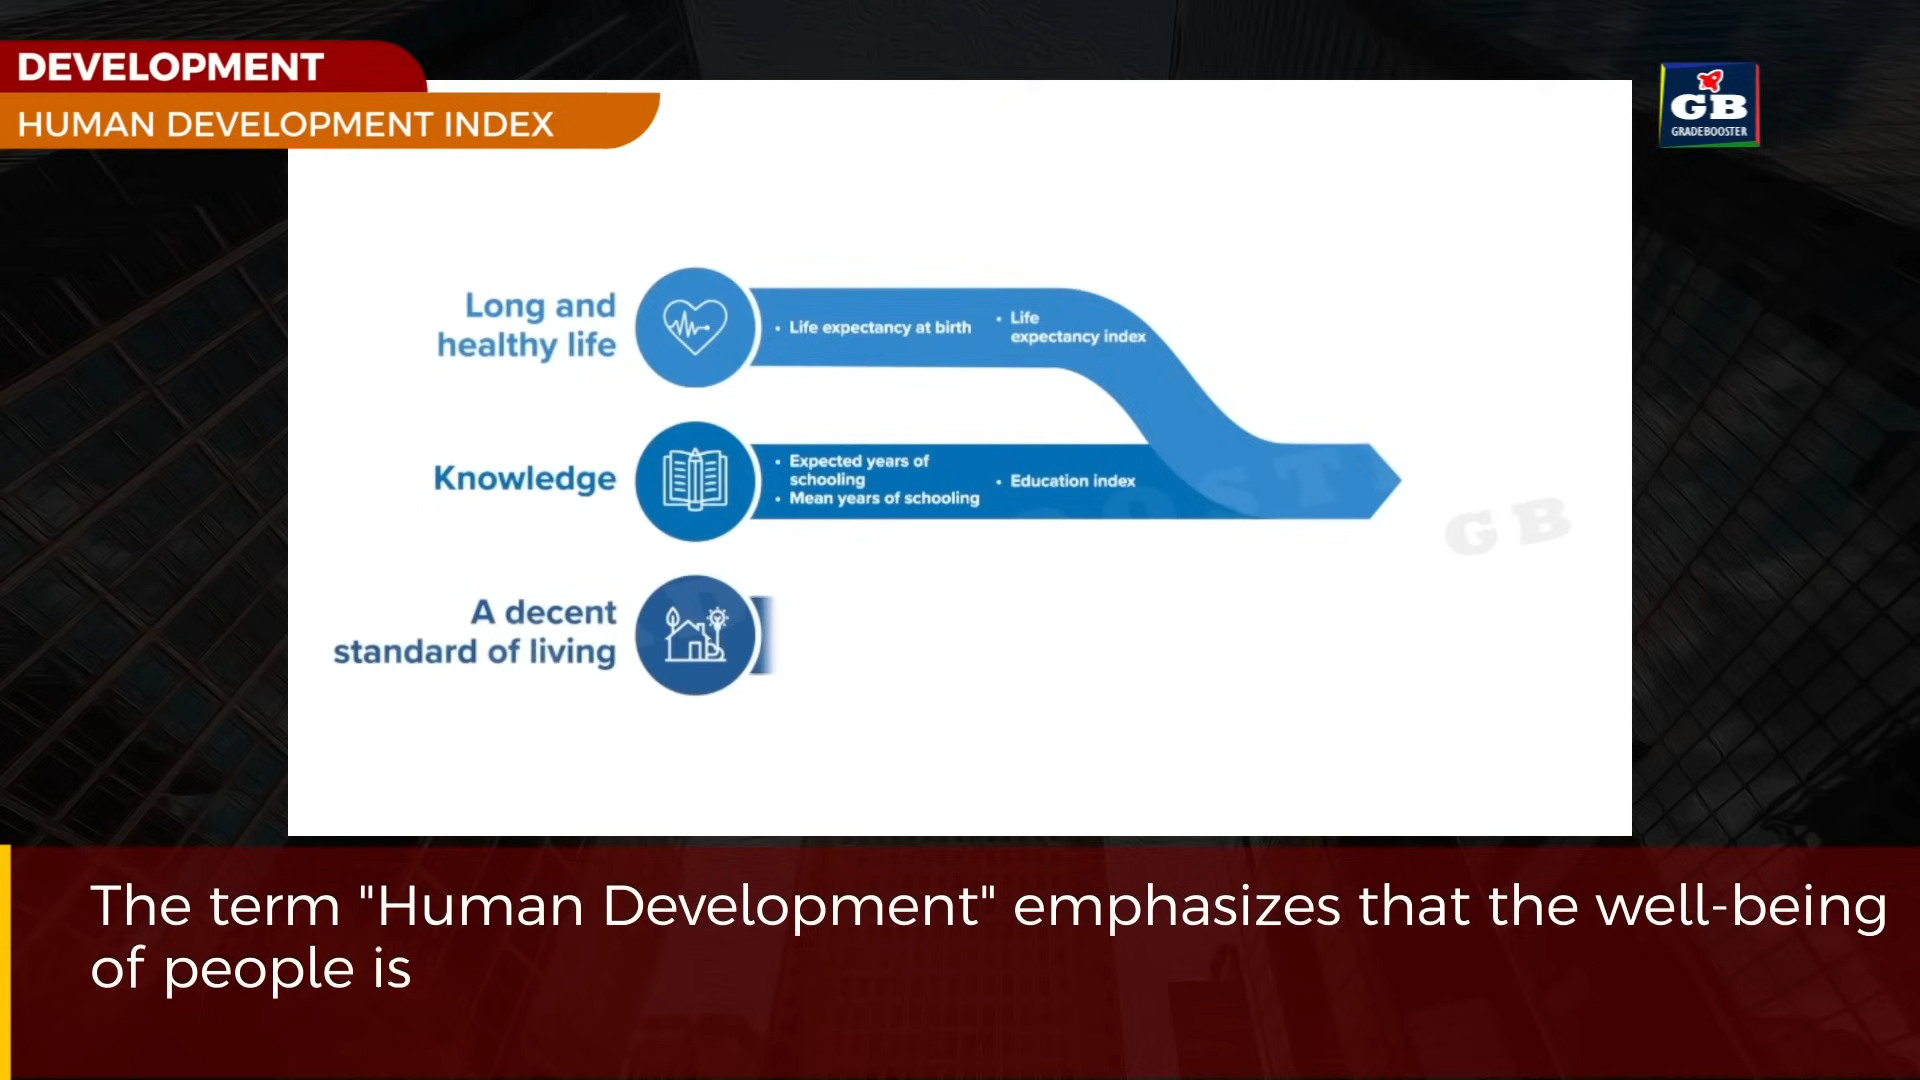 DEVELOPMENT
HUMAN DEVELOPMENT INDEX
GB
GRADEBOOSTER
Long and
healthy life
• Life expectancy at birth
• Life
expectancy index
Knowledge
• Expected years of
schooling
• Mean years of schooling
• Education index
GB
A decent
standard of living
The term "Human Development" emphasizes that the well-being
of people is